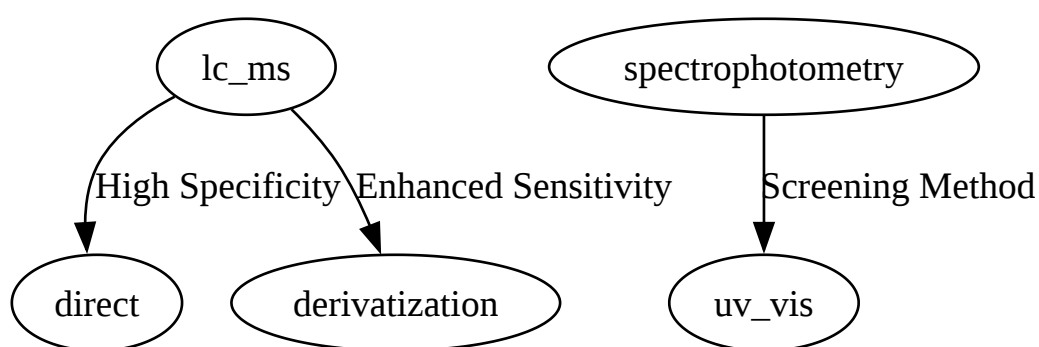 lc_ms
spectrophotometry
High Specificity
Enhanced Sensitivity
Screening Method
direct
derivatization
uv_vis